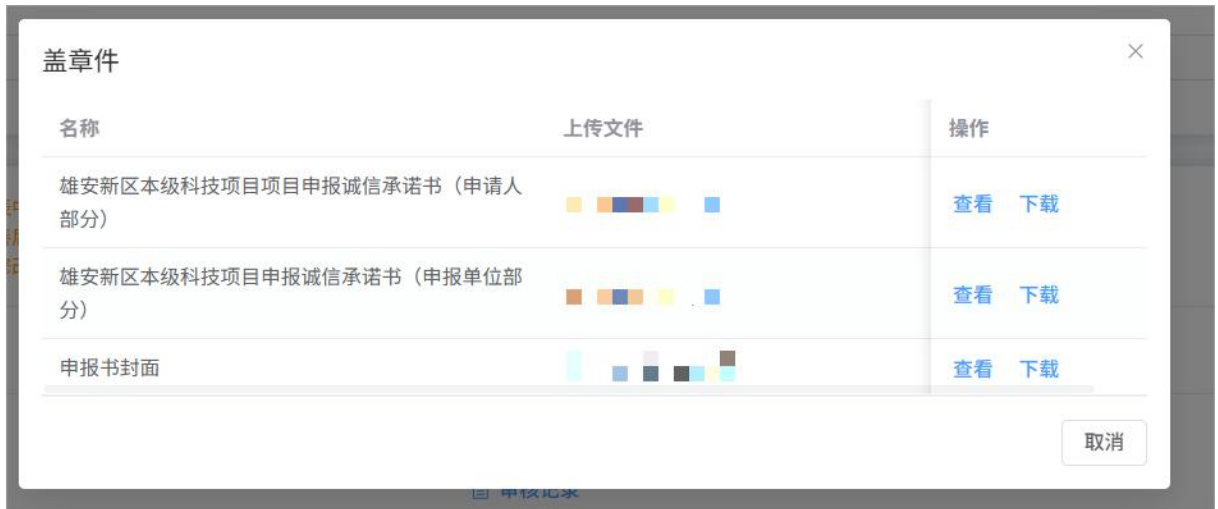 盖章件
名称 上传文件 操作
雄安新区本级科技项目项目申报诚信承诺书（申请人
部分）
查看 下载
雄安新区本级科技项目申报诚信承诺书（申报单位部
分）
查看 下载
申报书封面 查看 下载
取消
审核记录